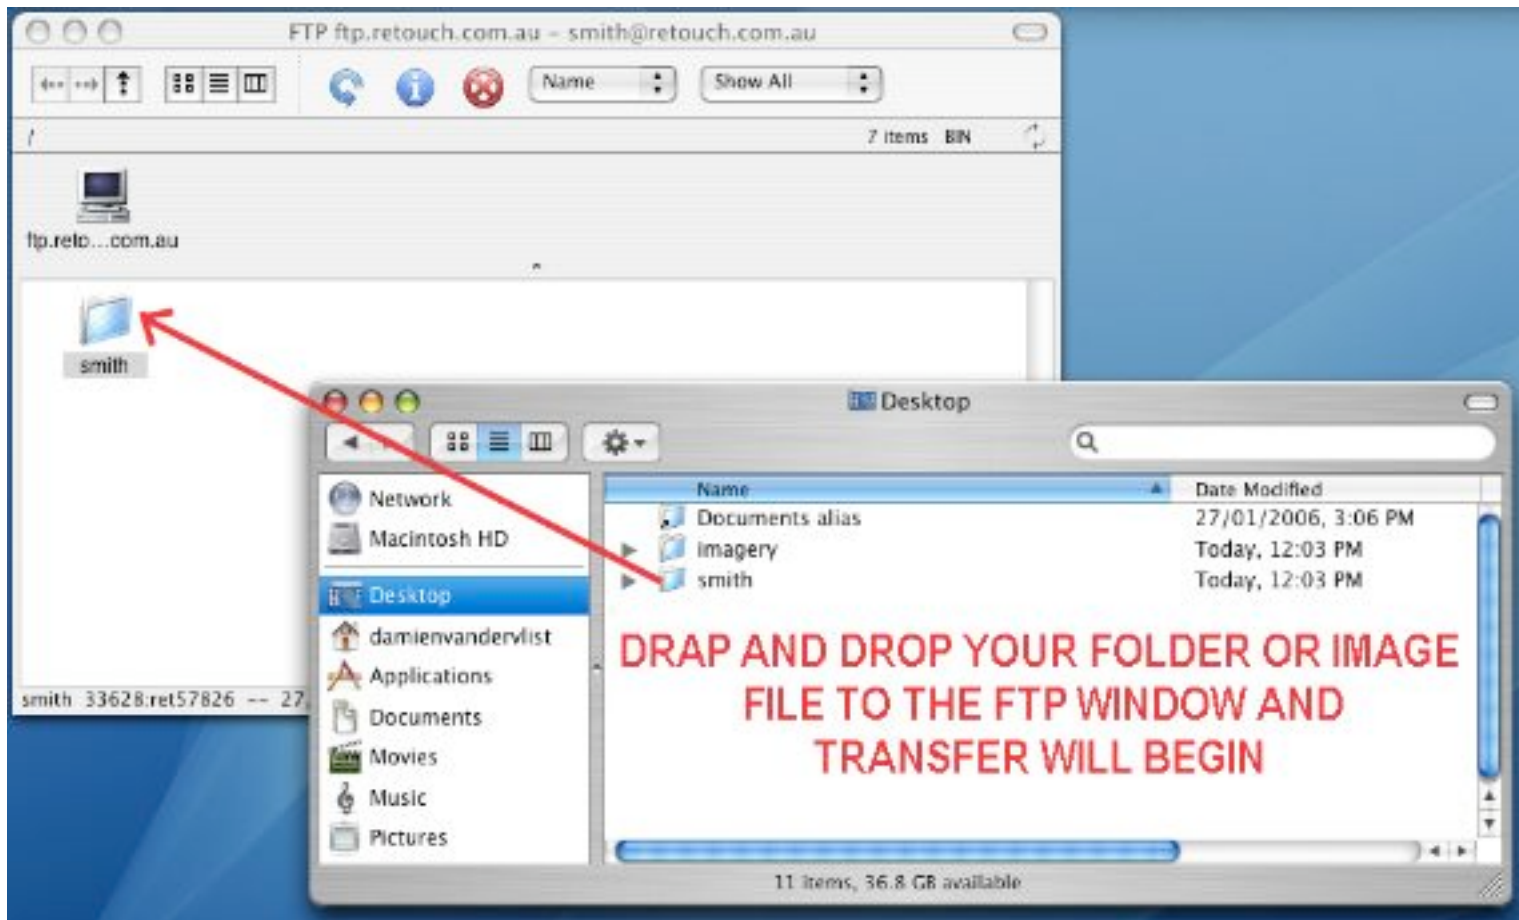 FTP ftp.retouch.com.au – smith@retouch.com.au
Name
Show All
/
7 items BIN
ftp.reto...com.au
smith
smith 33628:ret57826 -- 27
Desktop
Network
Macintosh HD
Desktop
damienvandervlist
Applications
Documents
Movies
Music
Pictures
Name Date Modified
Documents alias 27/01/2006, 3:06 PM
imagery Today, 12:03 PM
smith Today, 12:03 PM
DRAP AND DROP YOUR FOLDER OR IMAGE
FILE TO THE FTP WINDOW AND
TRANSFER WILL BEGIN
11 items, 36.8 GB available